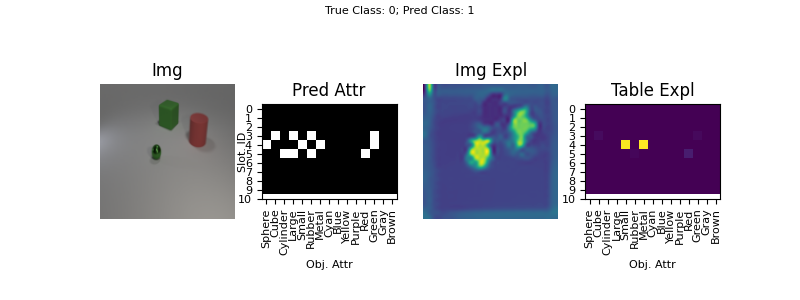 True Class: 0; Pred Class: 1
Img
Pred Attr
Img Expl
Table Expl
Slot. ID
0
1
2
3
4
5
6
7
8
9
10
0
1
2
3
4
5
6
7
8
9
10
Sphere
Cube
Cylinder
Large
Small
Rubber
Metal
Cyan
Blue
Yellow
Purple
Red
Green
Gray
Brown
Obj. Attr
Sphere
Cube
Cylinder
Large
Small
Rubber
Metal
Cyan
Blue
Yellow
Purple
Red
Green
Gray
Brown
Obj. Attr